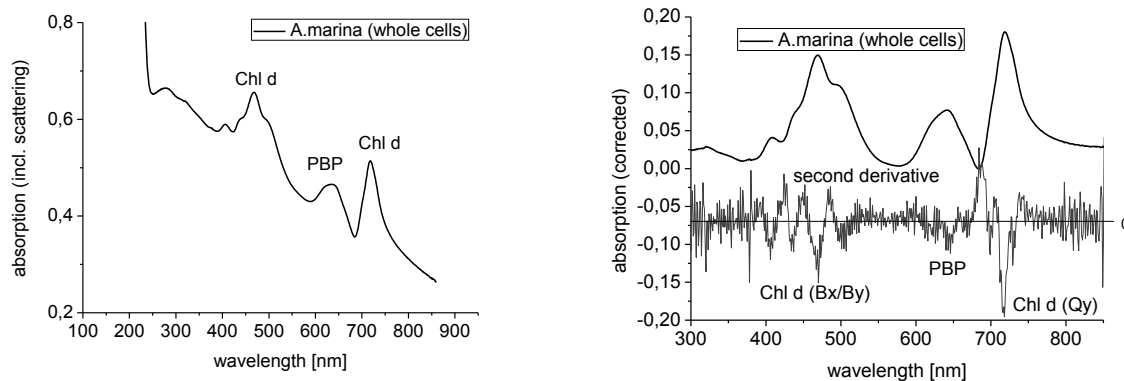 0,8
0,6
0,4
0,2
absorption (incl. scattering)
A.marina (whole cells)
Chl d
PBP
Chl d
100 200 300 400 500 600 700 800 900
wavelength [nm]
0,20
0,15
0,10
0,05
0,00
-0,05
-0,10
-0,15
-0,20
absorption (corrected)
A.marina (whole cells)
second derivative
PBP
Chl d (Bx/By)
Chl d (Qy)
300 400 500 600 700 800
wavelength [nm]